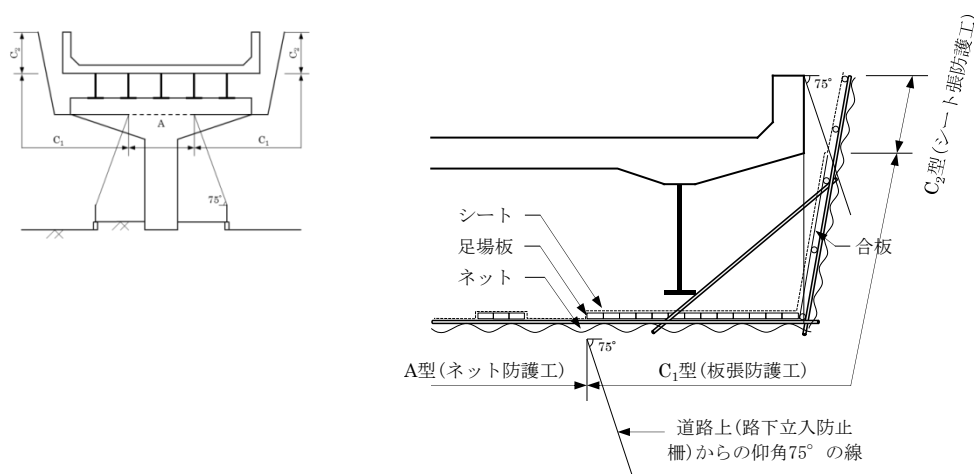 C₂
C₂
A
C₁
C₁
75°
75°
C₂型(シート張防護工)
シート
足場板
ネット
合板
75°
A型(ネット防護工)
C₁型(板張防護工)
道路上(路下立入防止
柵)からの仰角75°の線